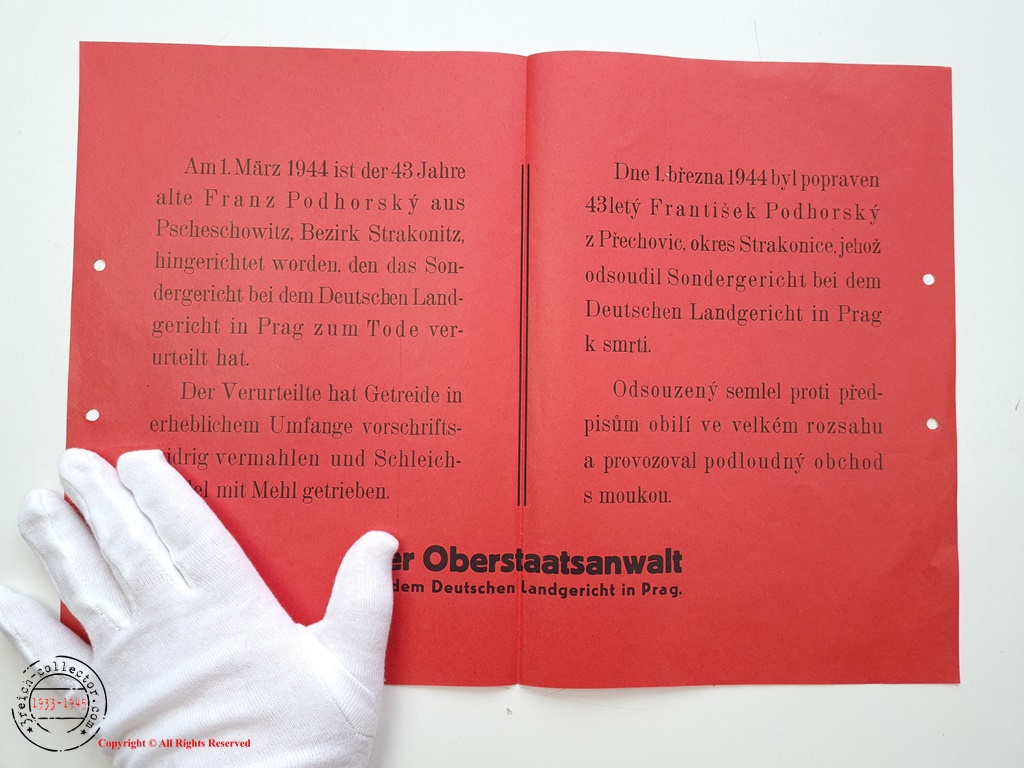 Am 1. März 1944 ist der 43 Jahre
alte Franz Podhorský aus
Pscheschowitz, Bezirk Strakonitz,
hingerichtet worden, den das Son-
dergericht bei dem Deutschen Land-
gericht in Prag zum Tode ver-
urteilt hat.
Der Verurteilte hat Getreide in
erheblichem Umfange vorschrifts-
idrig vermahlen und Schleich-
del mit Mehl getrieben.
Dne 1. března 1944 byl popraven
43letý František Podhorský
z Přechovic, okres Strakonice, jehož
odsoudil Sondergericht bei dem
Deutschen Landgericht in Prag
k smrti.
Odsouzený semlel proti před-
pisům obilí ve velkém rozsahu
a provozoval podloudný obchod
s moukou.
er Oberstaatsanwalt
dem Deutschen Landgericht in Prag.
3reich-collector.com
1933-1945
Copyright © All Rights Reserved